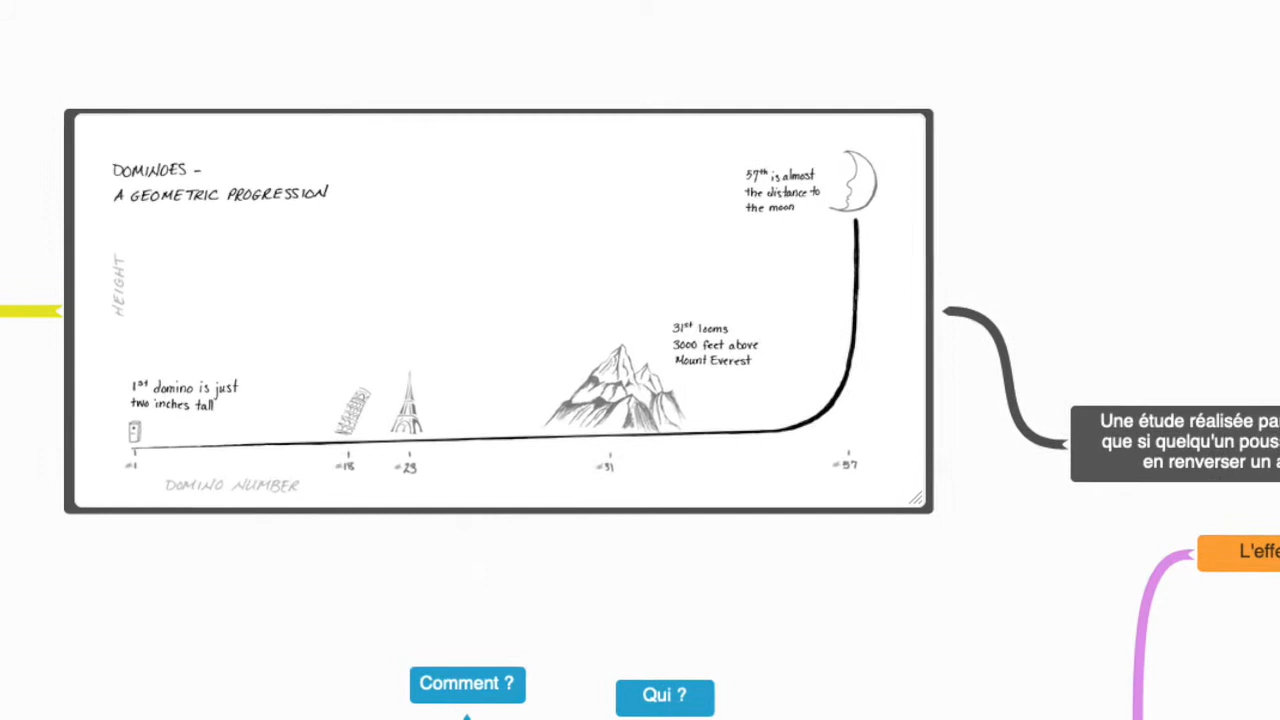 DOMINOES -
A GEOMETRIC PROGRESSION
57th is almost
the distance to
the moon
HEIGHT
31st looms
3000 feet above
Mount Everest
1st domino is just
two inches tall
#1
#18
#23
#31
#57
DOMINO NUMBER
Une étude réalisée pa
que si quelqu'un pous
en renverser un a
L'effe
Comment ?
Qui ?